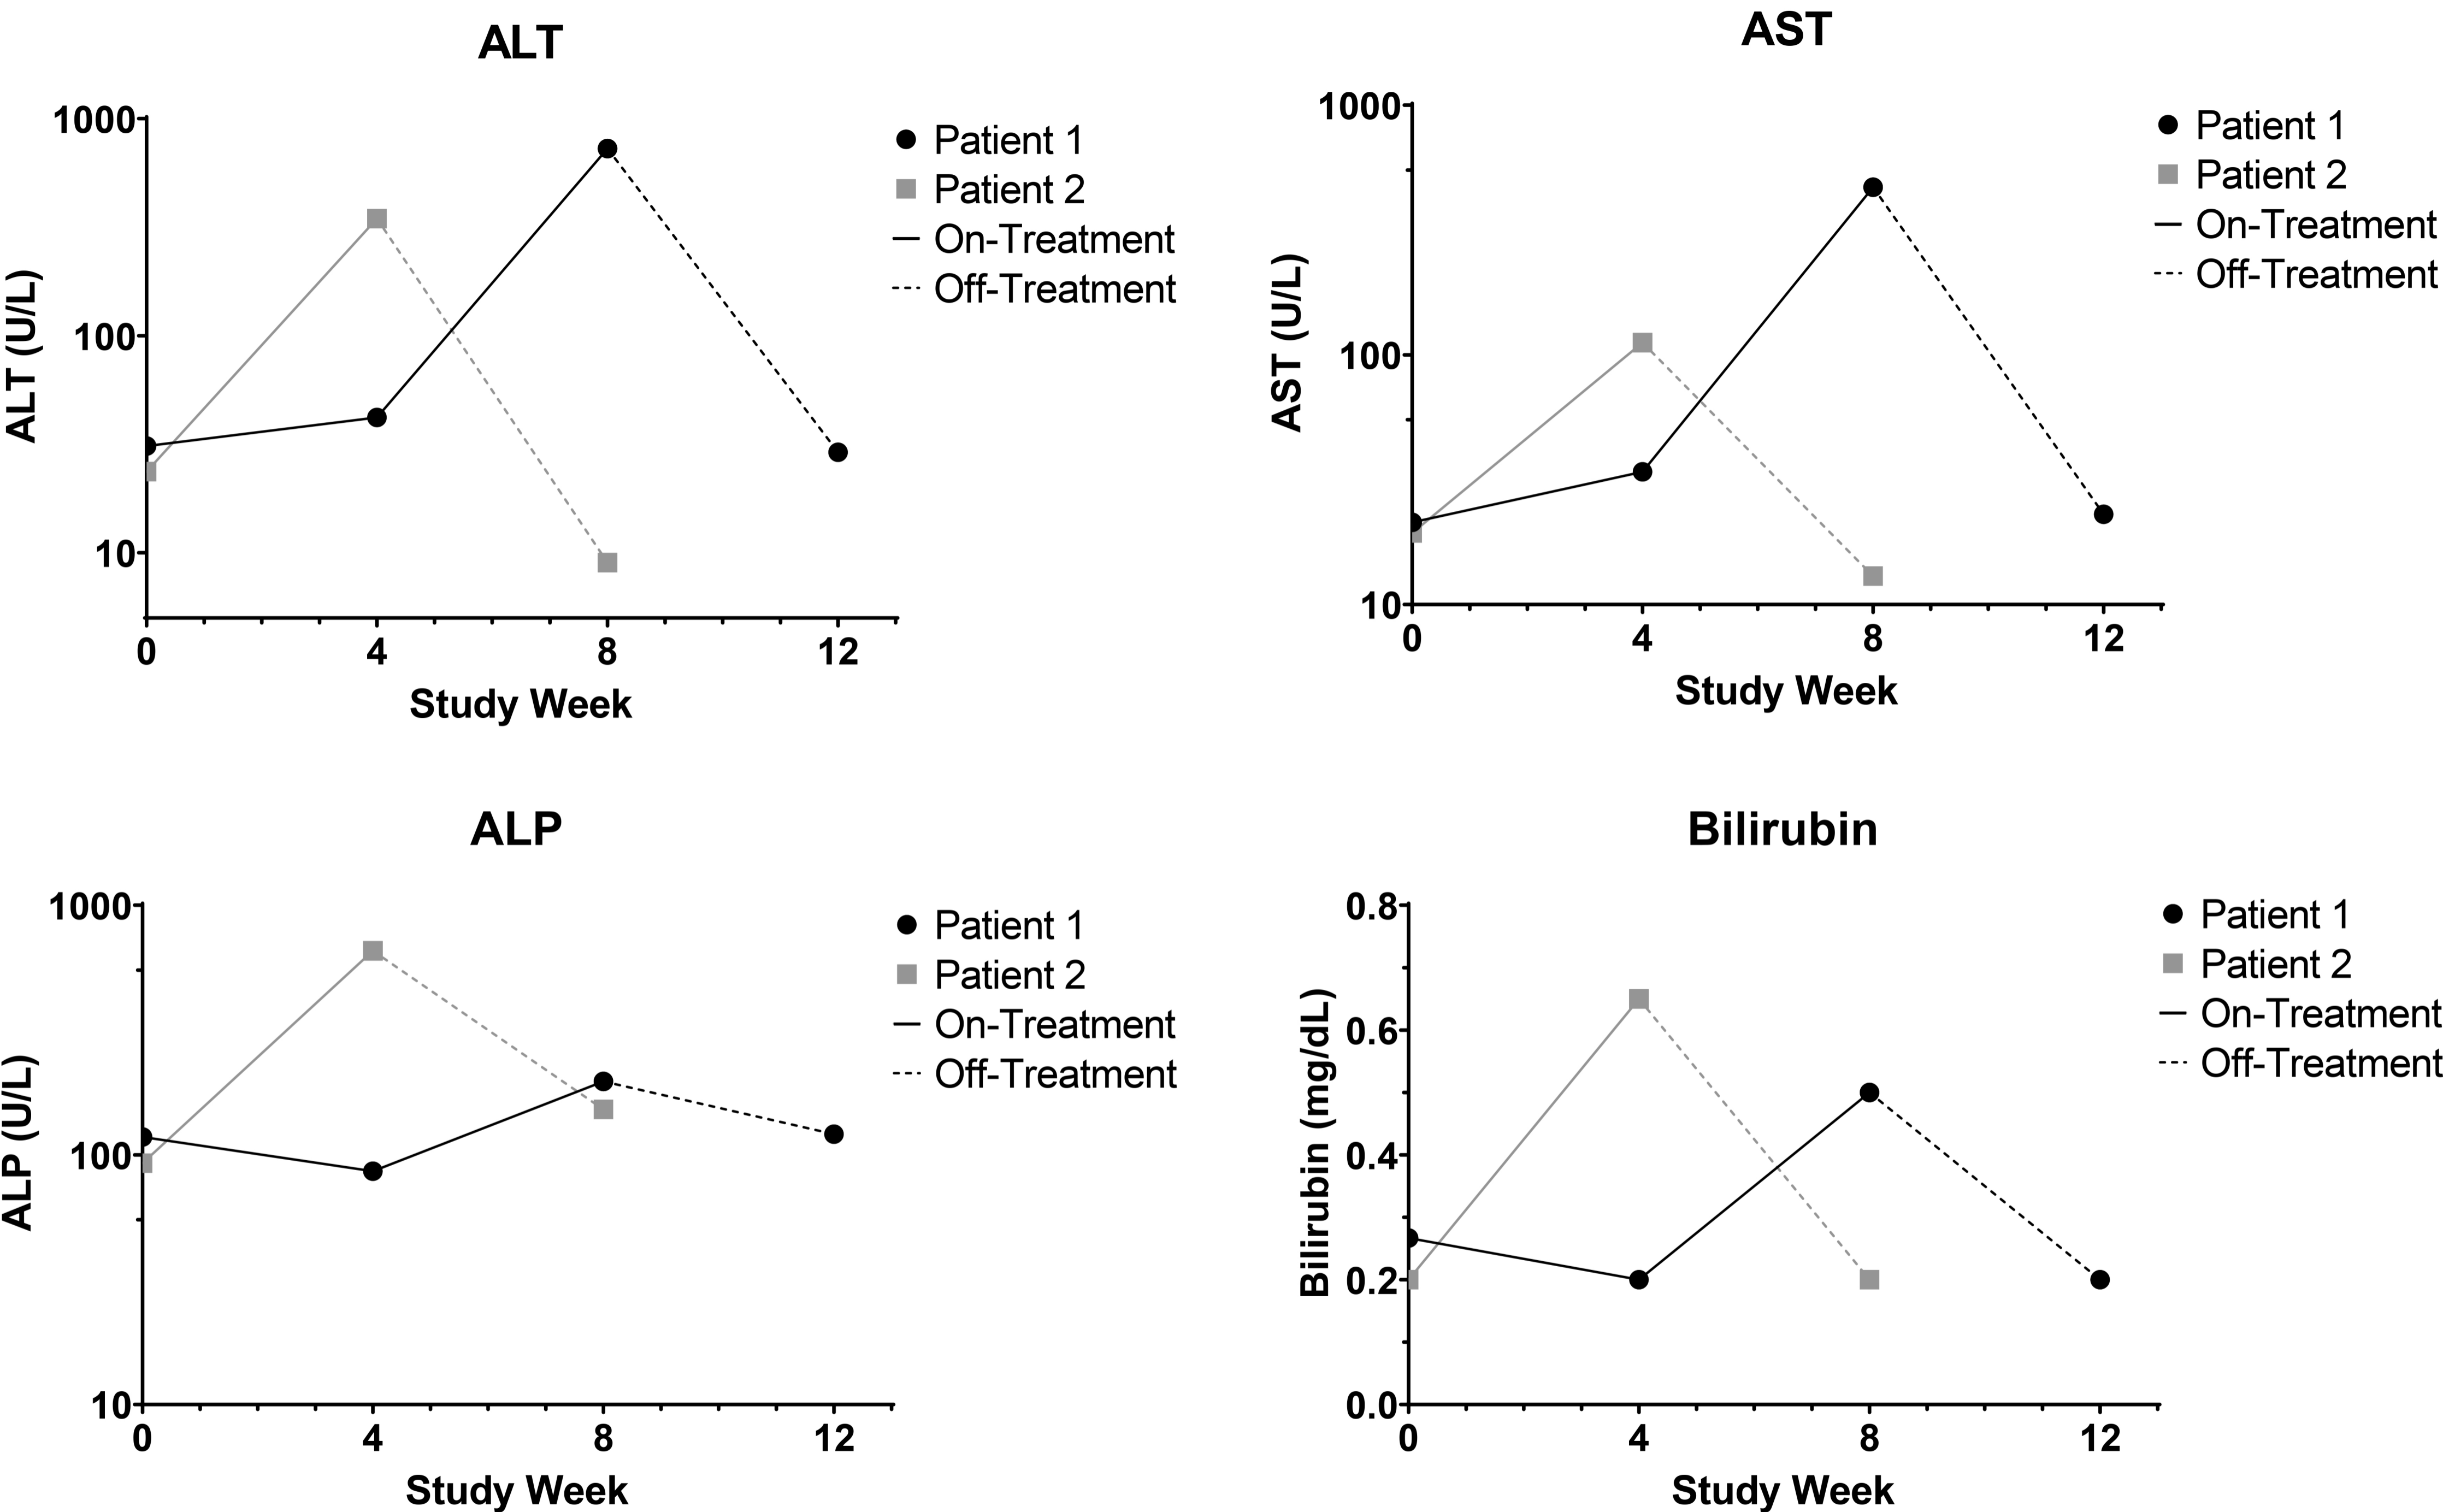 ALT
1000
100
10
ALT (U/L)
0 4 8 12
Study Week
Patient 1
Patient 2
On-Treatment
Off-Treatment
AST
1000
100
10
AST (U/L)
0 4 8 12
Study Week
Patient 1
Patient 2
On-Treatment
Off-Treatment
ALP
1000
100
10
ALP (U/L)
0 4 8 12
Study Week
Patient 1
Patient 2
On-Treatment
Off-Treatment
Bilirubin
0.8
0.6
0.4
0.2
0.0
Bilirubin (mg/dL)
0 4 8 12
Study Week
Patient 1
Patient 2
On-Treatment
Off-Treatment